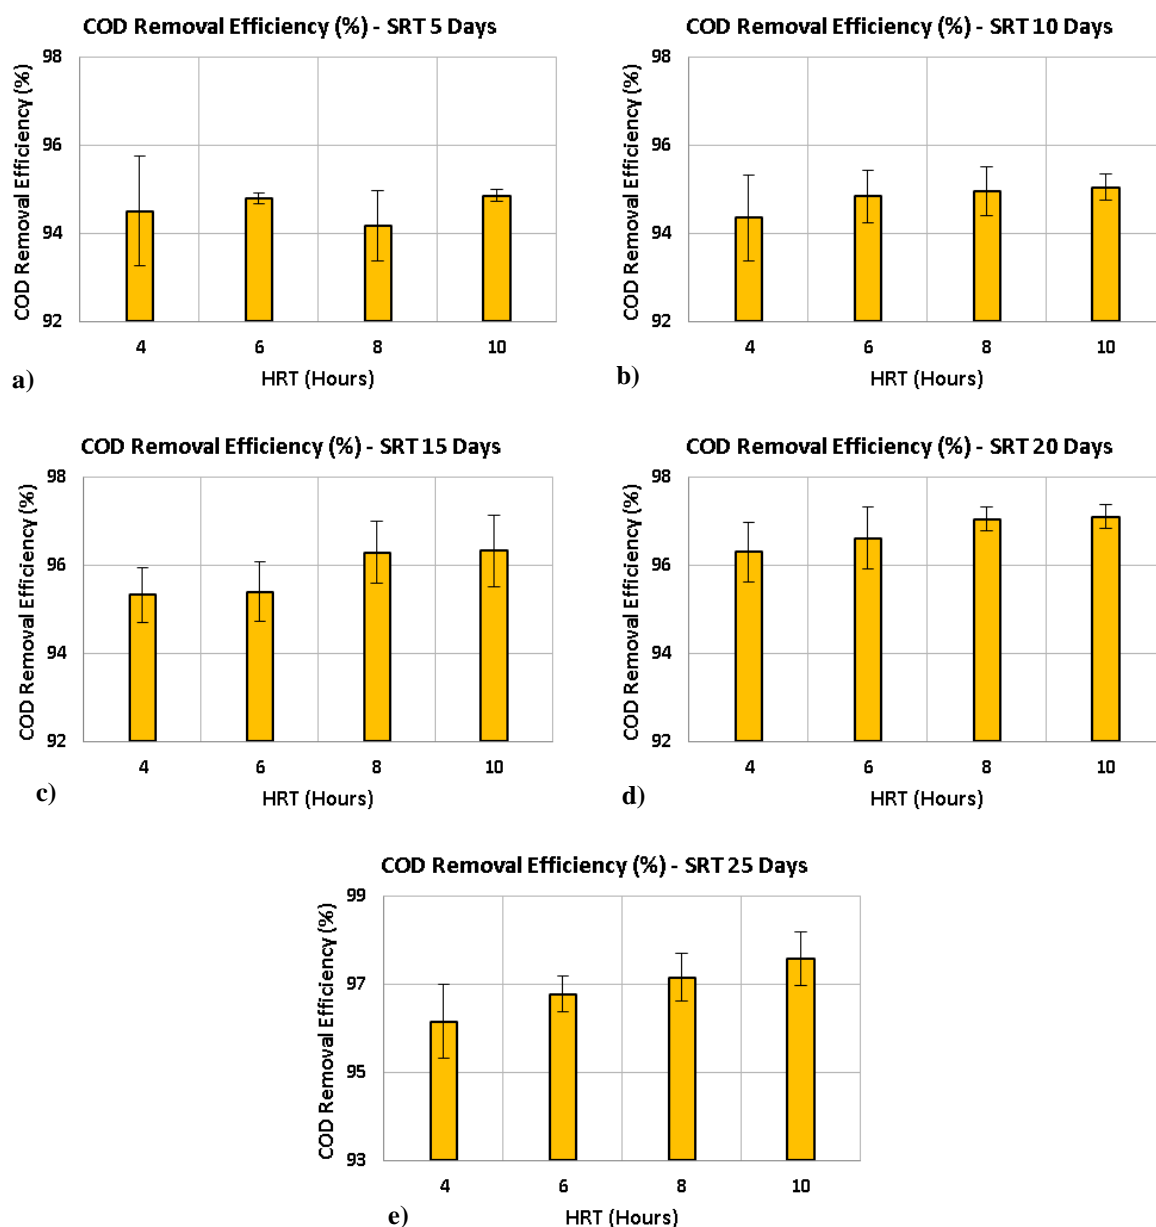 COD Removal Efficiency (%) - SRT 5 Days
COD Removal Efficiency (%)
98
96
94
92
4 6 8 10
HRT (Hours)
a)
COD Removal Efficiency (%) - SRT 10 Days
COD Removal Efficiency (%)
98
96
94
92
4 6 8 10
HRT (Hours)
b)
COD Removal Efficiency (%) - SRT 15 Days
COD Removal Efficiency (%)
98
96
94
92
4 6 8 10
HRT (Hours)
c)
COD Removal Efficiency (%) - SRT 20 Days
COD Removal Efficiency (%)
98
96
94
92
4 6 8 10
HRT (Hours)
d)
COD Removal Efficiency (%) - SRT 25 Days
COD Removal Efficiency (%)
99
97
95
93
4 6 8 10
HRT (Hours)
e)